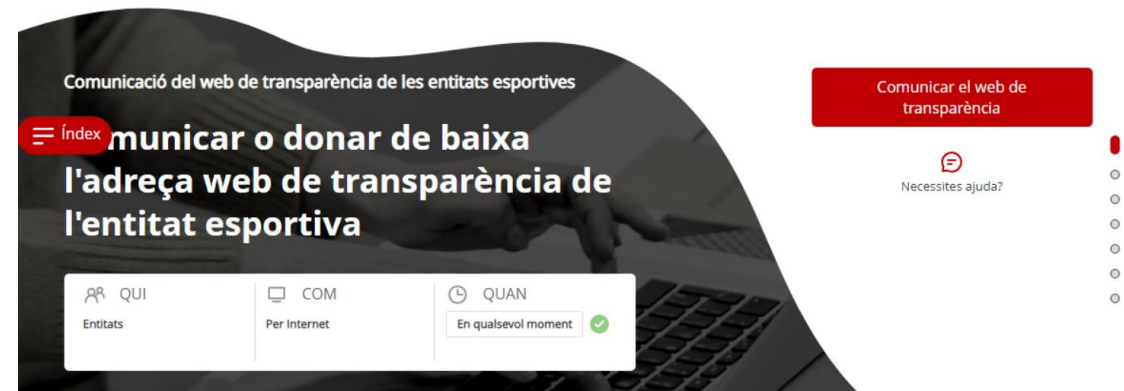 Comunicació del web de transparència de les entitats esportives
Índex
municar o donar de baixa
l'adreça web de transparència de
l'entitat esportiva
QUI
Entitats
COM
Per Internet
QUAN
En qualsevol moment
Comunicar el web de
transparència
Necessites ajuda?